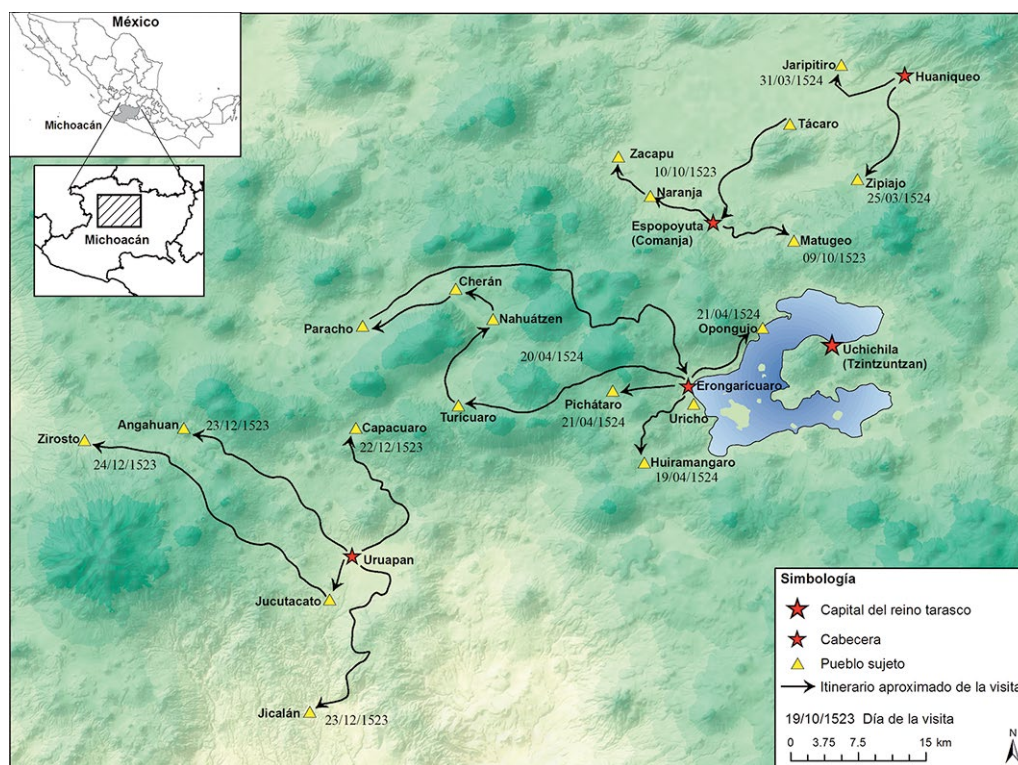 México
Michoacán
Michoacán
Jaripitiro
31/03/1524
Huaniqueo
Tácaro
Zacapu
10/10/1523
Naranja
Zipiajo
25/03/1524
Espopoyuta
(Comanja)
Matugeo
09/10/1523
Cherán
Paracho
Nahuátzen
21/04/1524
Opongujo
20/04/1524
Uchichila
(Tzintzuntzan)
Erongarícuaro
Pichátaro
21/04/1524
Uricho
Turicuaro
Angahuan
23/12/1523
Zirosto
24/12/1523
Capacuaro
22/12/1523
Huiramangaro
19/04/1524
Uruapan
Jucutacato
Jicalán
23/12/1523
Simbología
Capital del reino tarasco
Cabecera
Pueblo sujeto
Itinerario aproximado de la visita
19/10/1523 Día de la visita
0 3.75 7.5 15 km
N